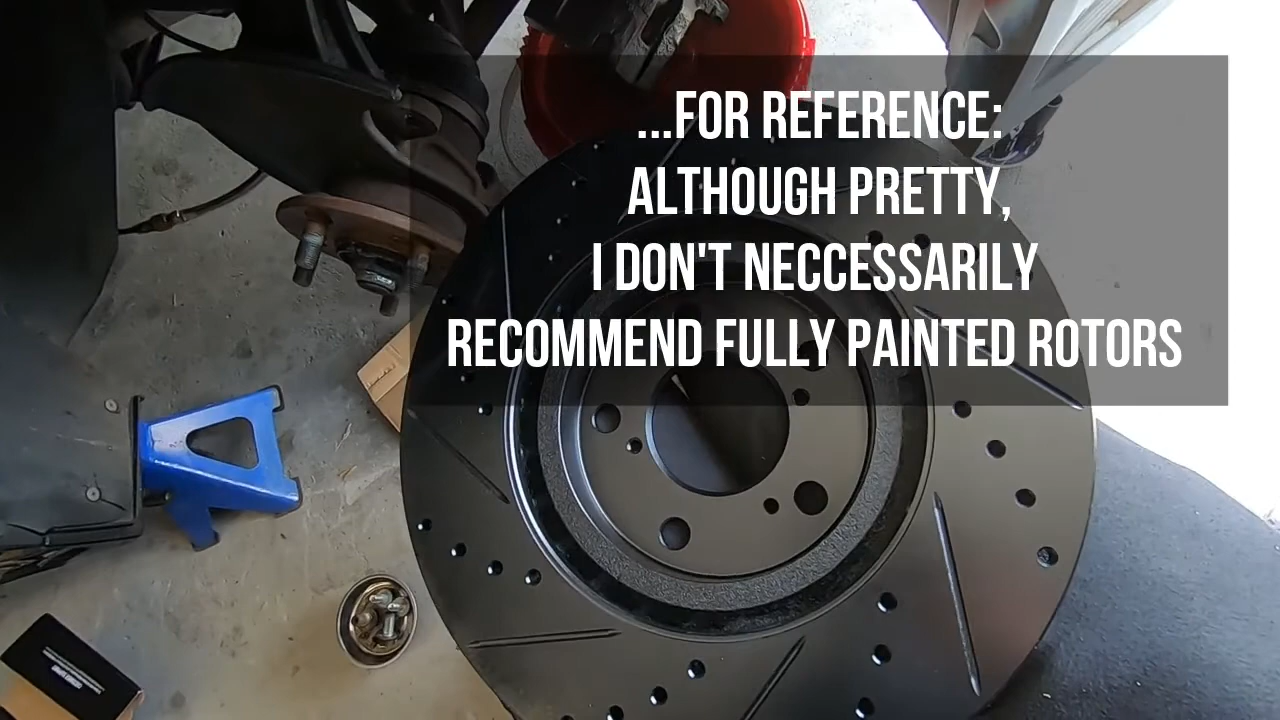 ...FOR REFERENCE:
ALTHOUGH PRETTY,
I DON'T NECCESSARILY
RECOMMEND FULLY PAINTED ROTORS